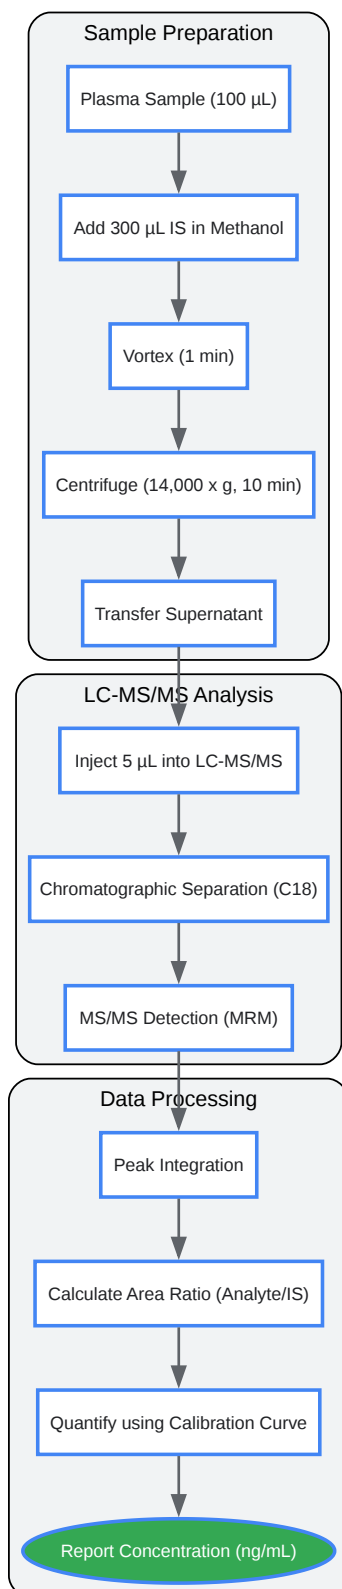 Sample Preparation
Plasma Sample (100 µL)
Add 300 µL IS in Methanol
Vortex (1 min)
Centrifuge (14,000 x g, 10 min)
Transfer Supernatant
LC-MS/MS Analysis
Inject 5 µL into LC-MS/MS
Chromatographic Separation (C18)
MS/MS Detection (MRM)
Data Processing
Peak Integration
Calculate Area Ratio (Analyte/IS)
Quantify using Calibration Curve
Report Concentration (ng/mL)